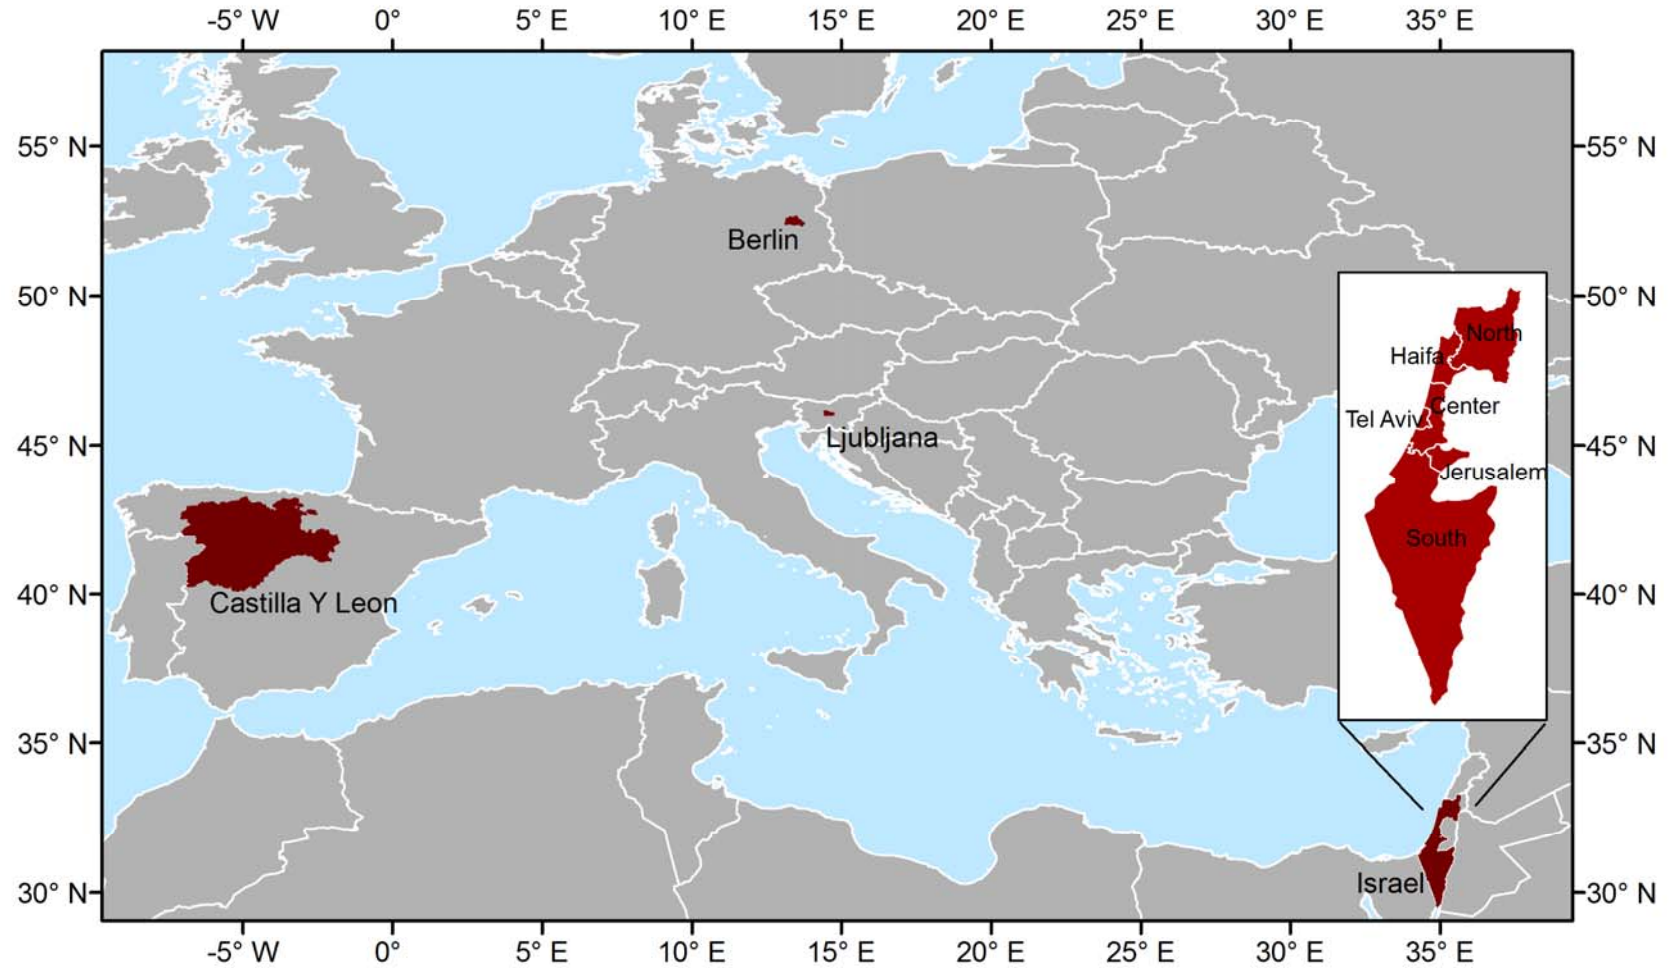 -5° W 0° 5° E 10° E 15° E 20° E 25° E 30° E 35° E
55° N 55° N
Berlin
50° N 50° N
North
Haifa
Center
Tel Aviv
Ljubljana
45° N 45° N
Jerusalem
South
40° N 40° N
Castilla Y Leon
35° N 35° N
Israel
30° N 30° N
-5° W 0° 5° E 10° E 15° E 20° E 25° E 30° E 35° E